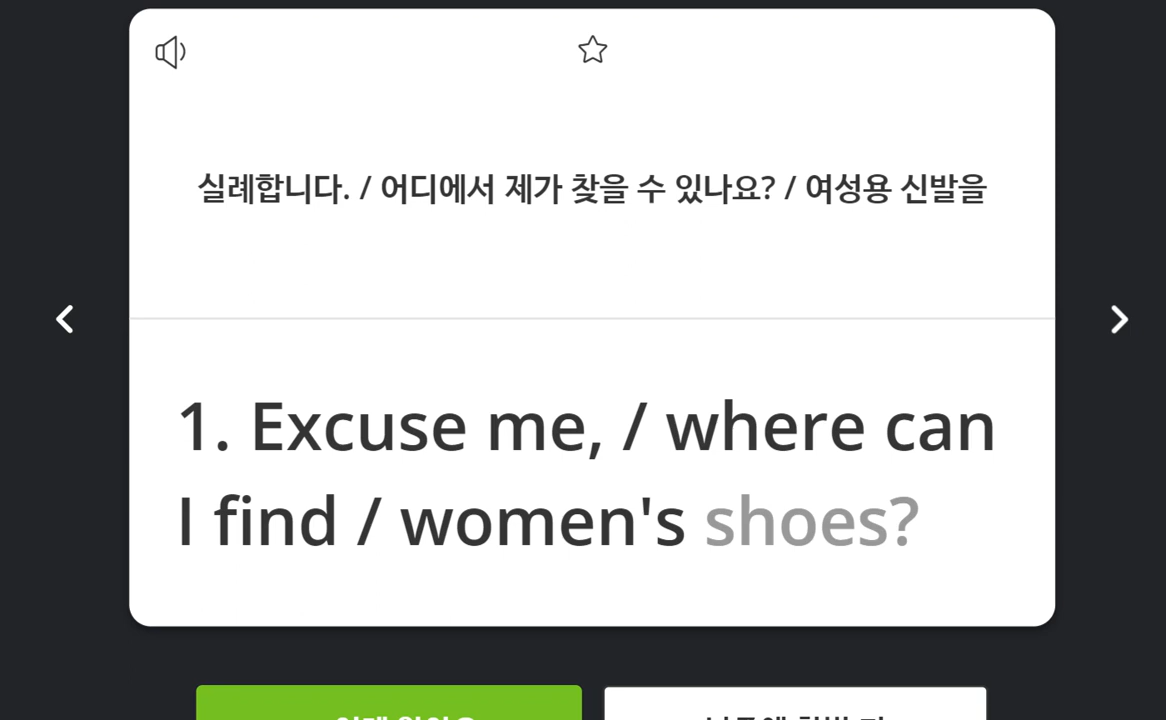 실례합니다. / 어디에서 제가 찾을 수 있나요? / 여성용 신발을
1. Excuse me, / where can
I find / women's shoes?